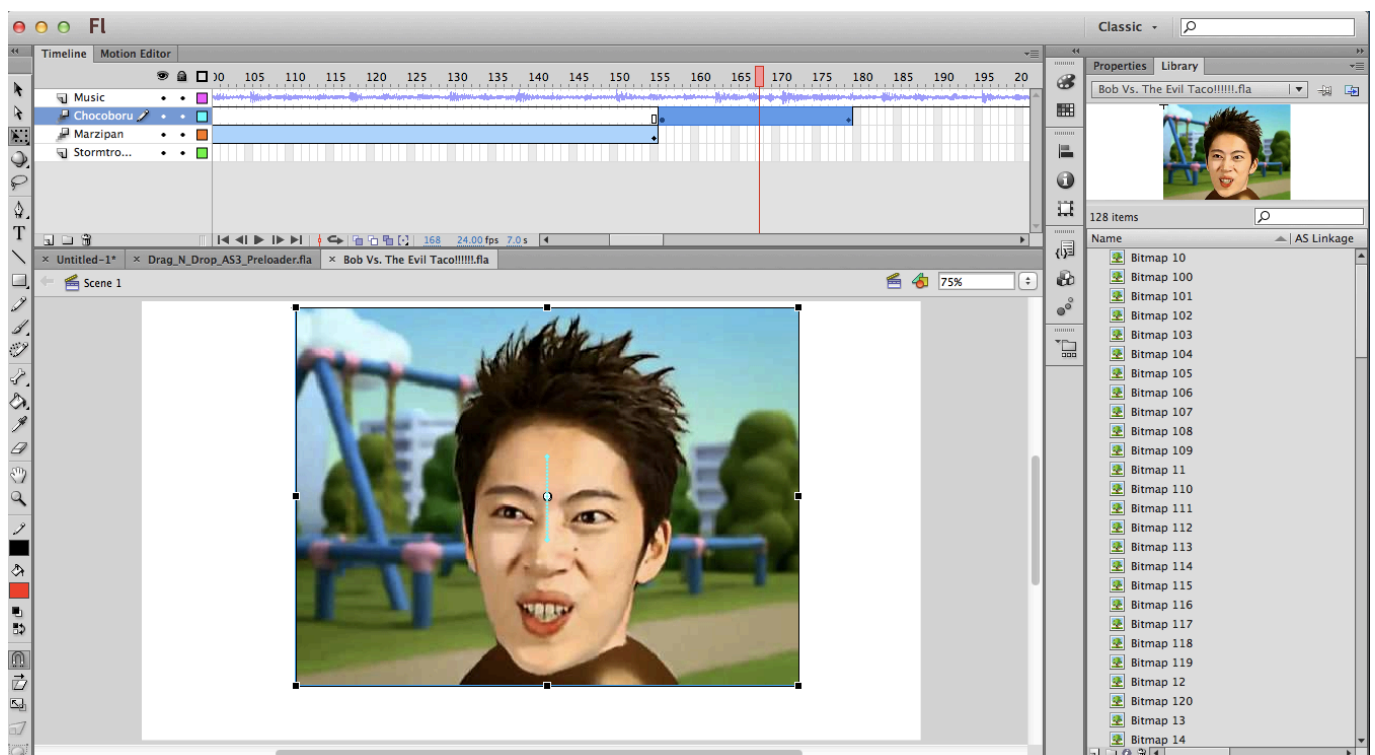 Fl
Classic
Timeline Motion Editor
00 105 110 115 120 125 130 135 140 145 150 155 160 165 170 175 180 185 190 195 20
Music
Chocoboru
Marzipan
Stormtro...
168 24.00 fps 7.0 s
× Untitled-1* × Drag_N_Drop_AS3_Preloader.fla × Bob Vs. The Evil Taco!!!!!!.fla
Scene 1
75%
T
Properties Library
Bob Vs. The Evil Taco!!!!!!.fla
128 items
Name AS Linkage
Bitmap 10
Bitmap 100
Bitmap 101
Bitmap 102
Bitmap 103
Bitmap 104
Bitmap 105
Bitmap 106
Bitmap 107
Bitmap 108
Bitmap 109
Bitmap 11
Bitmap 110
Bitmap 111
Bitmap 112
Bitmap 113
Bitmap 114
Bitmap 115
Bitmap 116
Bitmap 117
Bitmap 118
Bitmap 119
Bitmap 12
Bitmap 120
Bitmap 13
Bitmap 14